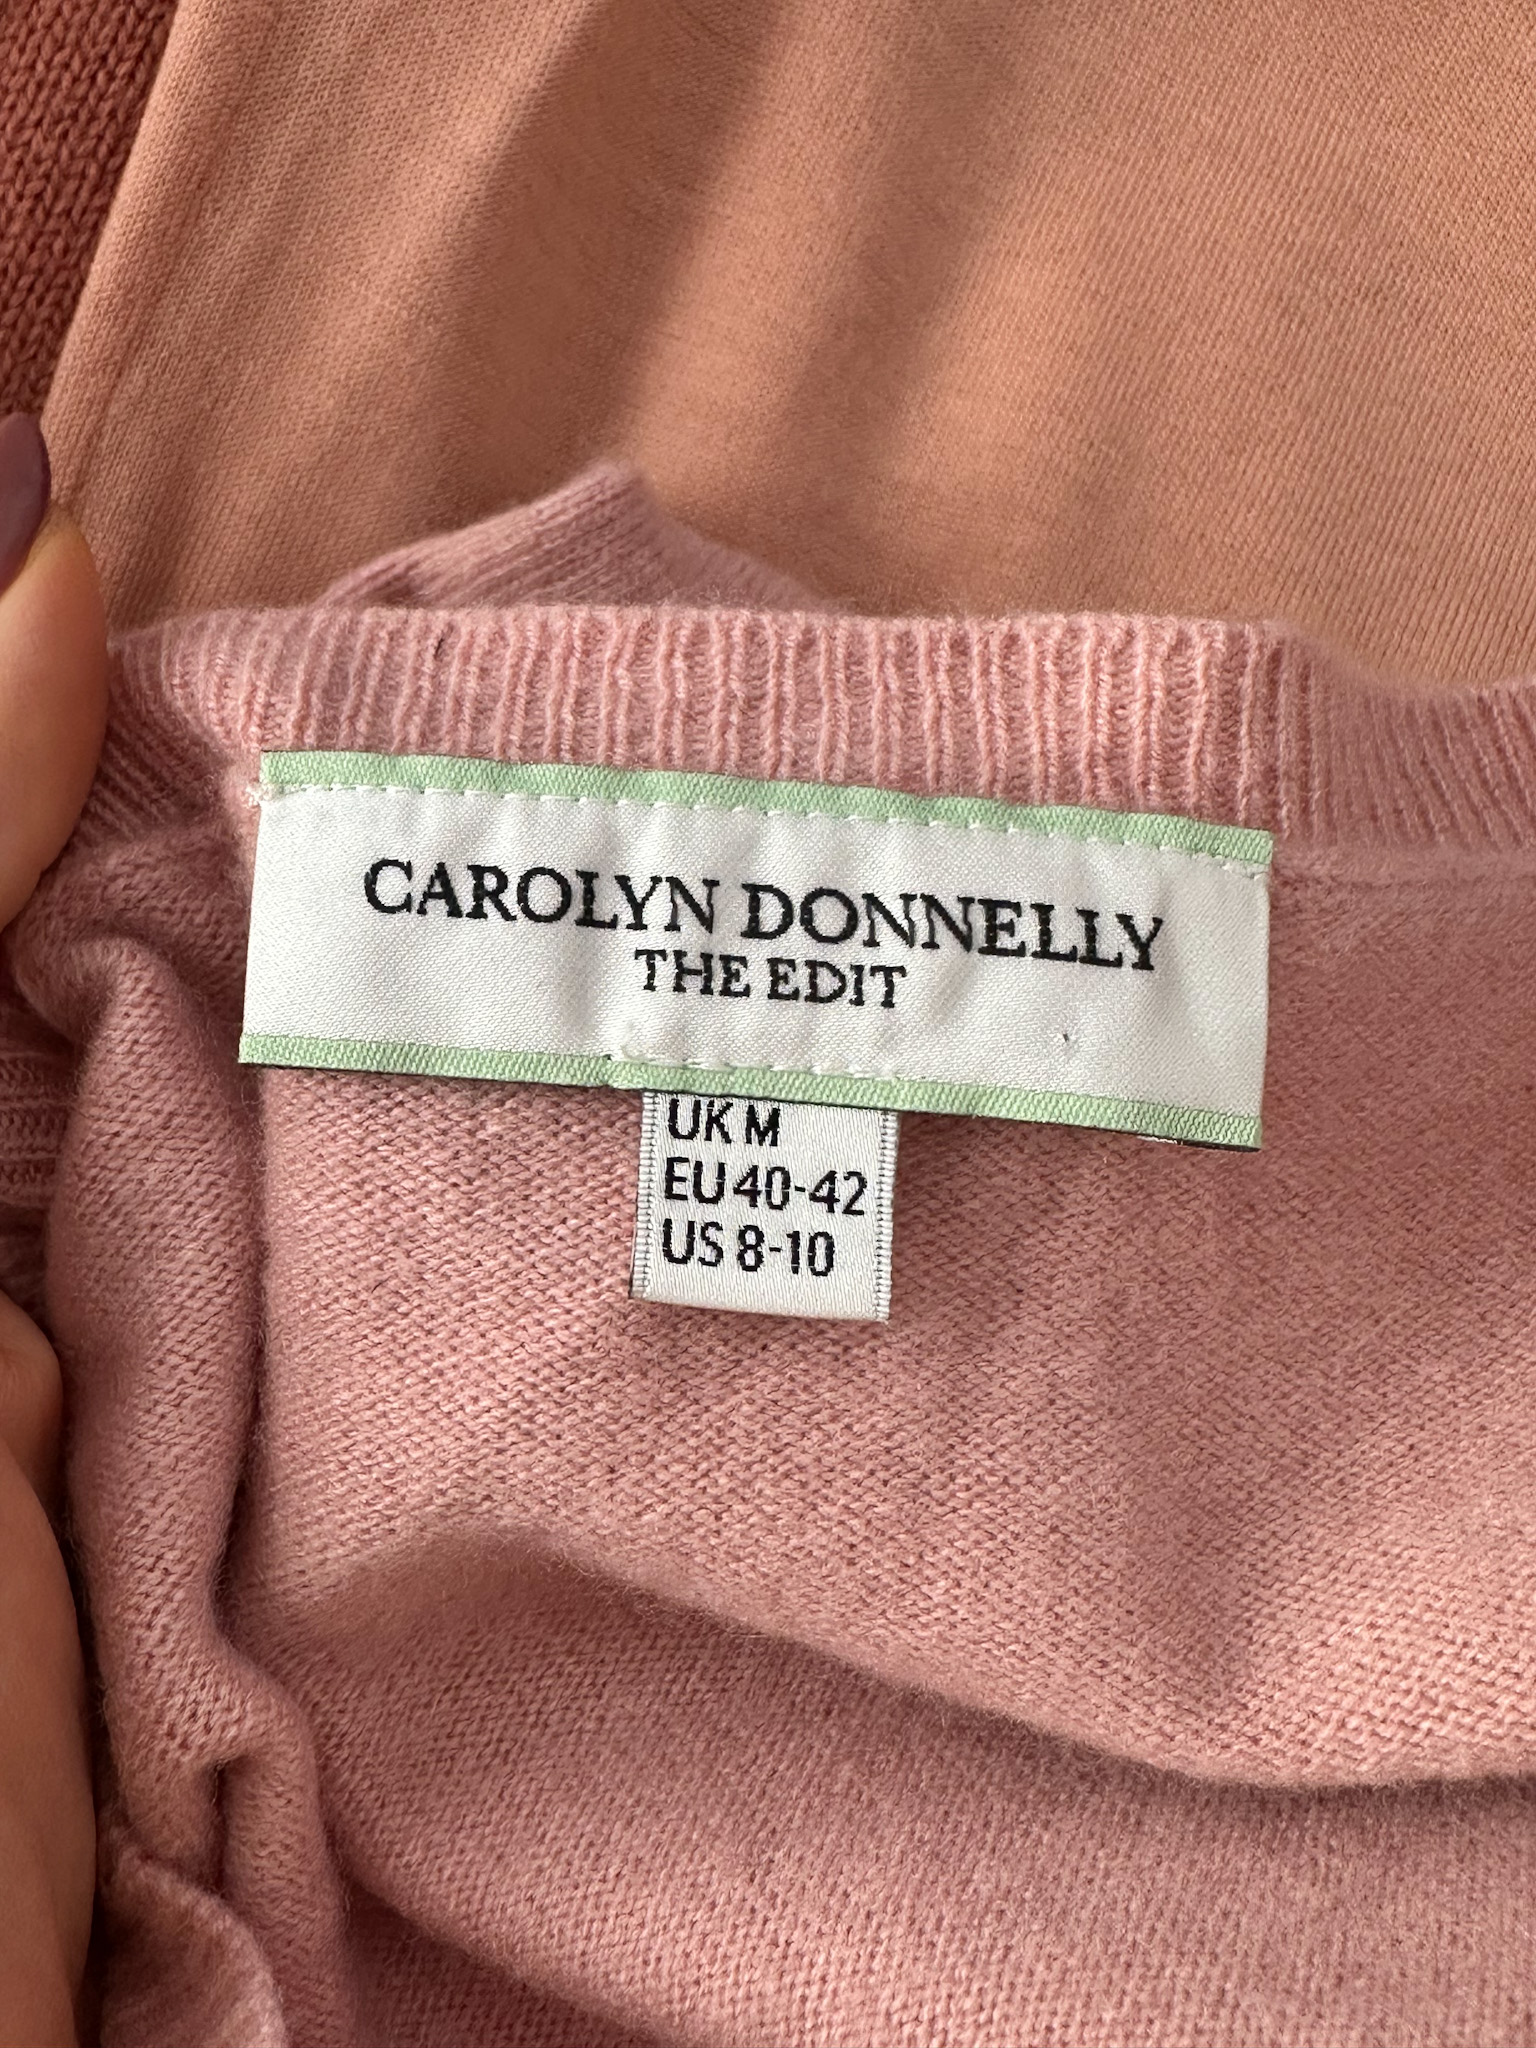 CAROLYN DONNELLY
THE EDIT
UK M
EU 40-42
US 8-10